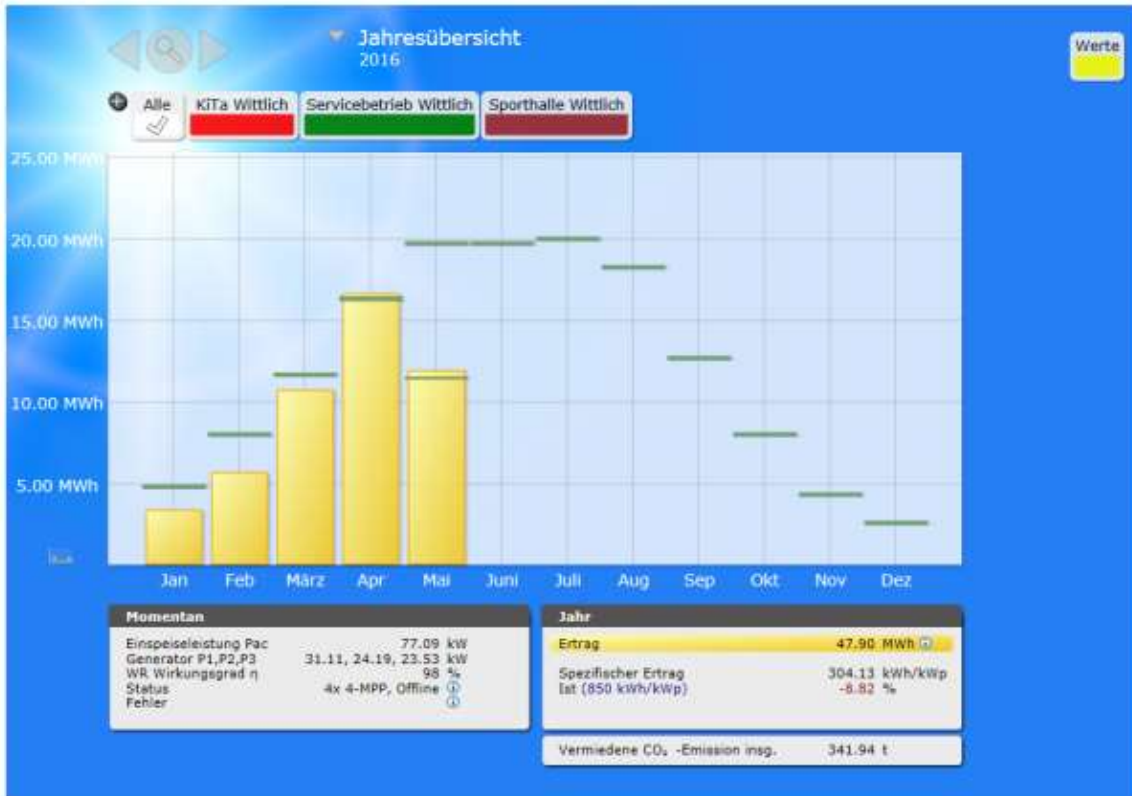 Jahresübersicht
2016
Werte
Alle
KiTa Wittlich
Servicebetrieb Wittlich
Sporthalle Wittlich
25.00 MWh
20.00 MWh
15.00 MWh
10.00 MWh
5.00 MWh
Jan Feb März Apr Mai Juni Juli Aug Sep Okt Nov Dez
Momentan
Einspeiseleistung Pac 77.09 kW
Generator P1,P2,P3 31.11, 24.19, 23.53 kW
WR Wirkungsgrad η 98 %
Status 4x 4-MPP, Offline
Fehler
Jahr
Ertrag 47.90 MWh
Spezifischer Ertrag 304.13 kWh/kWp
Ist (850 kWh/kWp) -6.82 %
Vermiedene CO₂ -Emission insg. 341.94 t